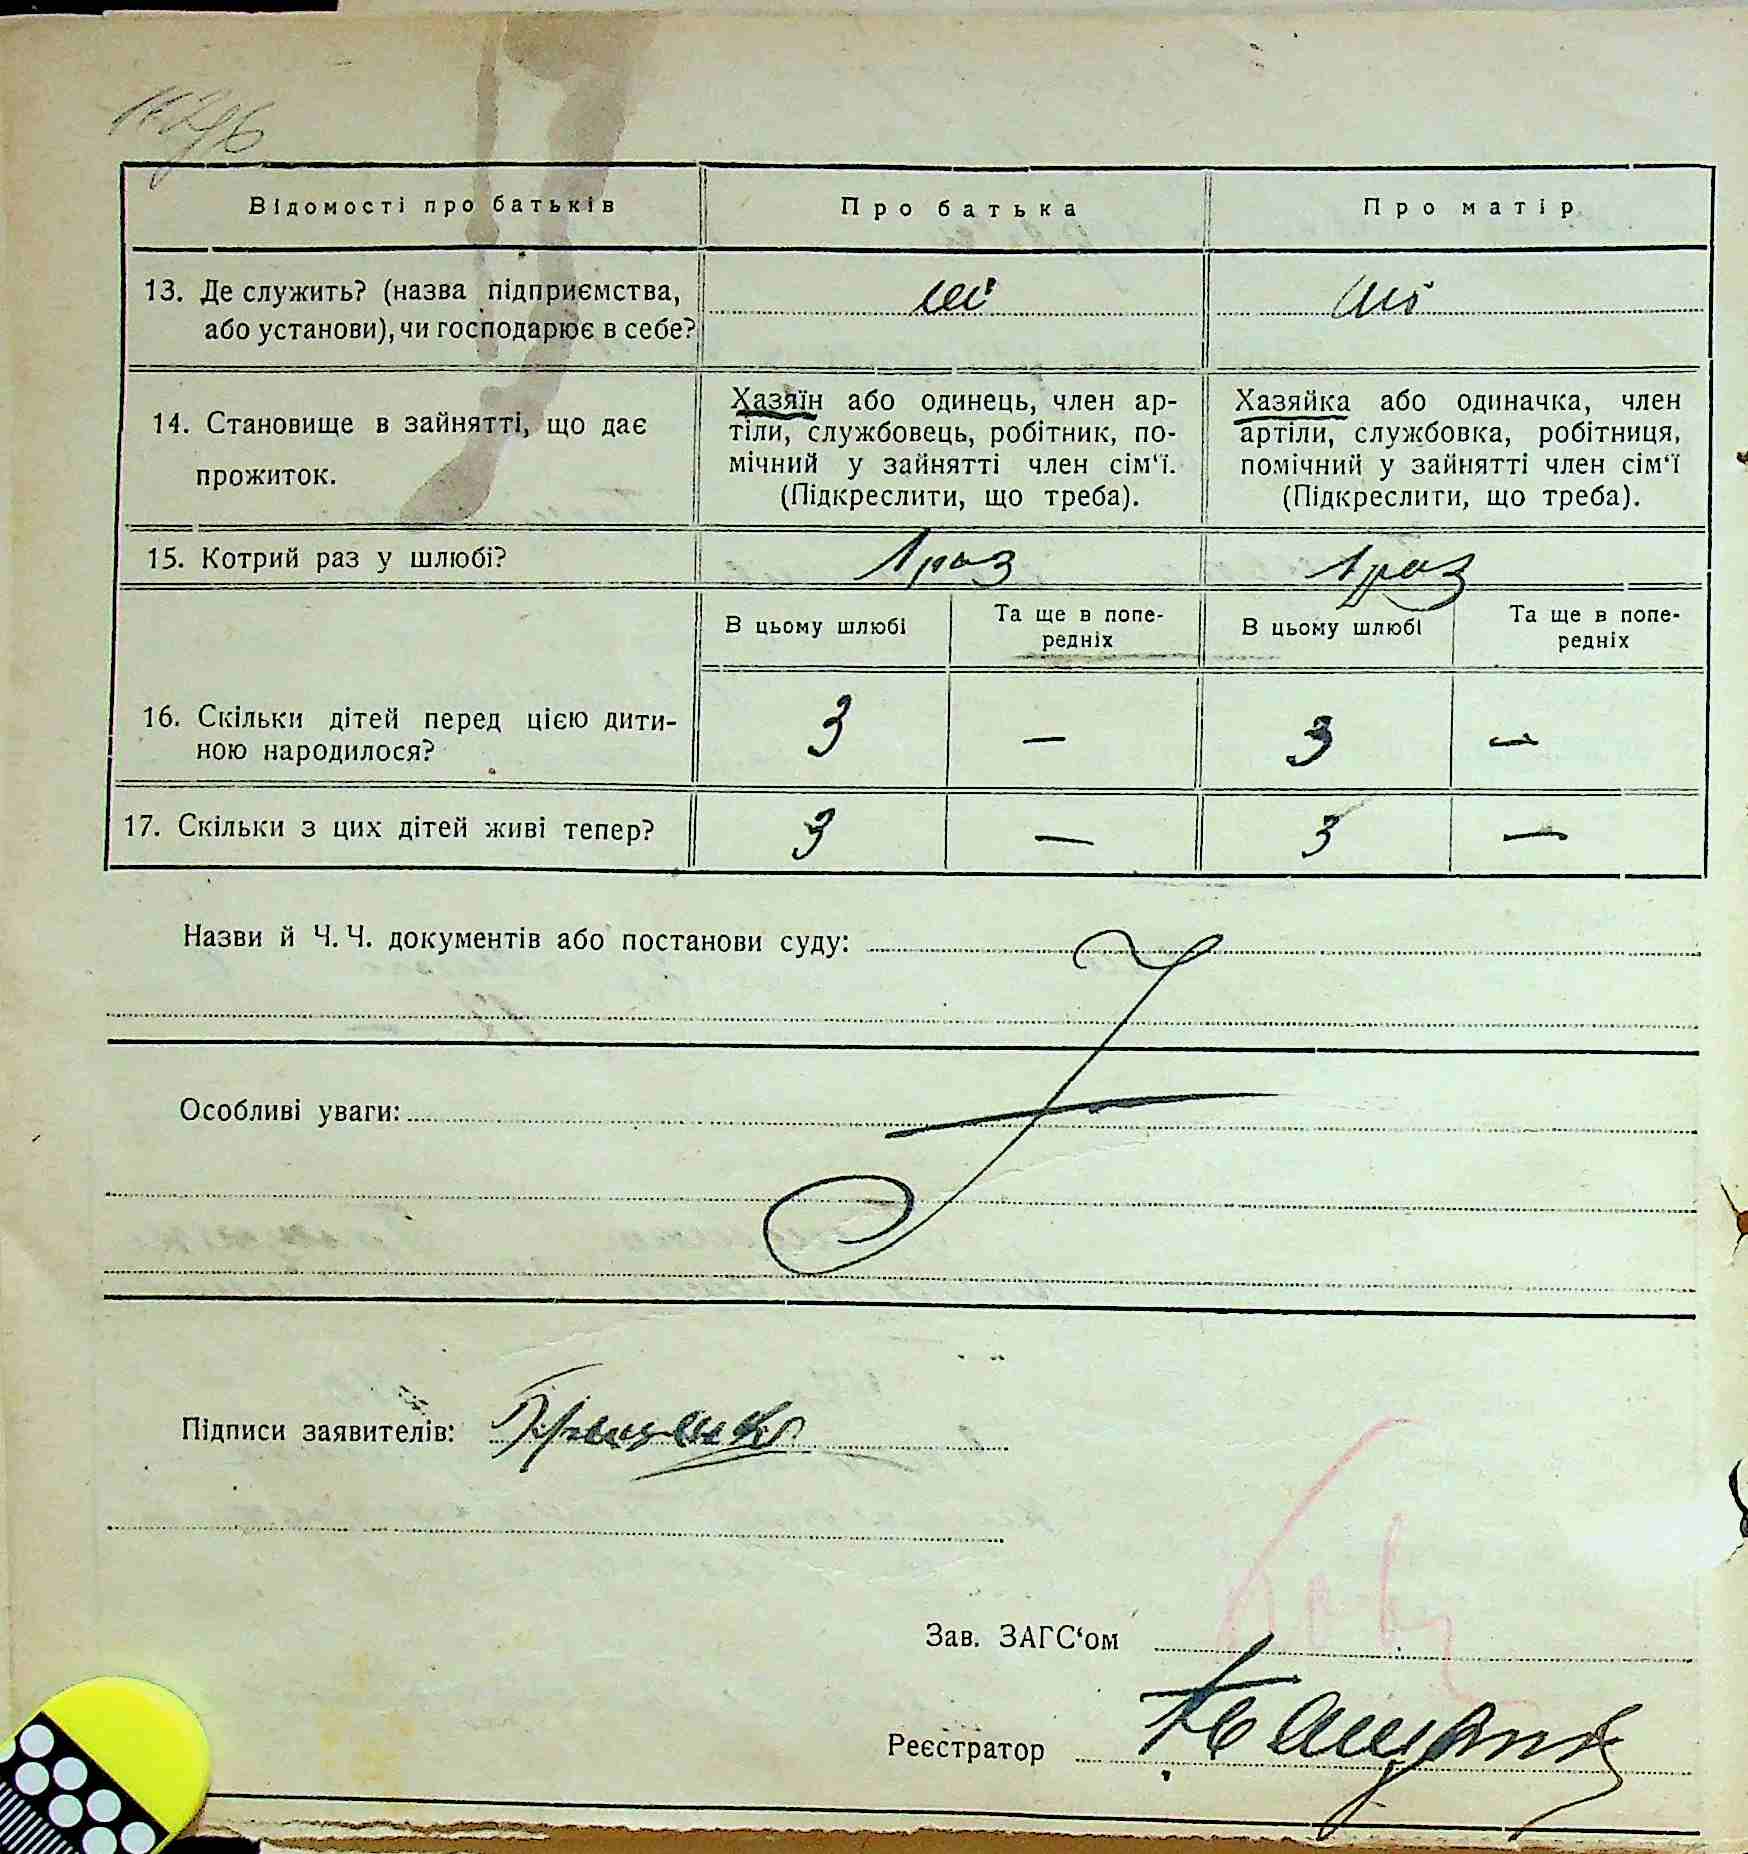 Відомості про батьків
Про батька
Про матір
13. Де служить? (назва підприємства,
або установи), чи господарює в себе?
14. Становище в зайнятті, що дає
прожиток.
Хазяїн або одинець, член ар-
тіли, службовець, робітник, по-
мічний у зайнятті член сім‘ї.
(Підкреслити, що треба).
Хазяйка або одиначка, член
артіли, службовка, робітниця,
помічний у зайнятті член сім‘ї
(Підкреслити, що треба).
15. Котрий раз у шлюбі?
1 раз
1 раз
В цьому шлюбі
Та ще в попе-
редніх
В цьому шлюбі
Та ще в попе-
редніх
16. Скільки дітей перед цією дити-
ною народилося?
3 — 3 —
17. Скільки з цих дітей живі тепер?
3 — 3 —
Назви й Ч. Ч. документів або постанови суду:
Особливі уваги:
Підписи заявителів:
Зав. ЗАГС‘ом
Реєстратор